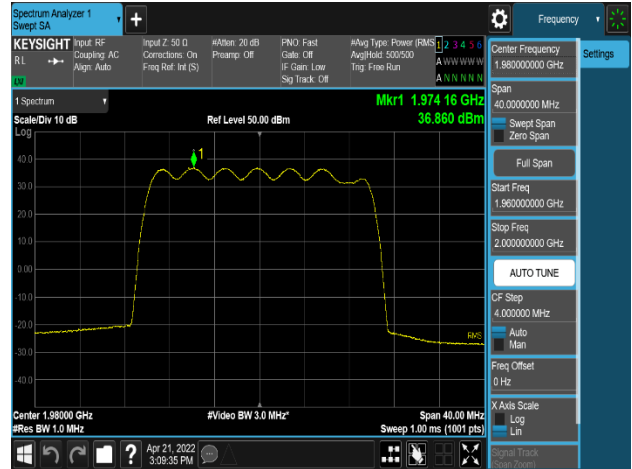 Spectrum Analyzer 1
Swept SA
Frequency
KEYSIGHT
RL
Input: RF
Coupling: AC
Align: Auto
Input Z: 50 Ω
Corrections: On
Freq Ref: Int (S)
#Atten: 20 dB
Preamp: Off
PNO: Fast
Gate: Off
IF Gain: Low
Sig Track: Off
#Avg Type: Power (RMS
Avg|Hold: 500/500
Trig: Free Run
1 2 3 4 5 6
A W W W W W
A N N N N N
1 Spectrum
Scale/Div 10 dB
Log
Ref Level 50.00 dBm
Mkr1 1.974 16 GHz
36.860 dBm
1
40.0
30.0
20.0
10.0
0.00
-10.0
-20.0
-30.0
-40.0
RMS
Center 1.98000 GHz
#Res BW 1.0 MHz
#Video BW 3.0 MHz*
Span 40.00 MHz
Sweep 1.00 ms (1001 pts)
?
Apr 21, 2022
3:09:35 PM
Center Frequency
1.980000000 GHz
Span
40.0000000 MHz
Swept Span
Zero Span
Full Span
Start Freq
1.960000000 GHz
Stop Freq
2.000000000 GHz
AUTO TUNE
CF Step
4.000000 MHz
Auto
Man
Freq Offset
0 Hz
X Axis Scale
Log
Lin
Signal Track
(Span Zoom)
Settings